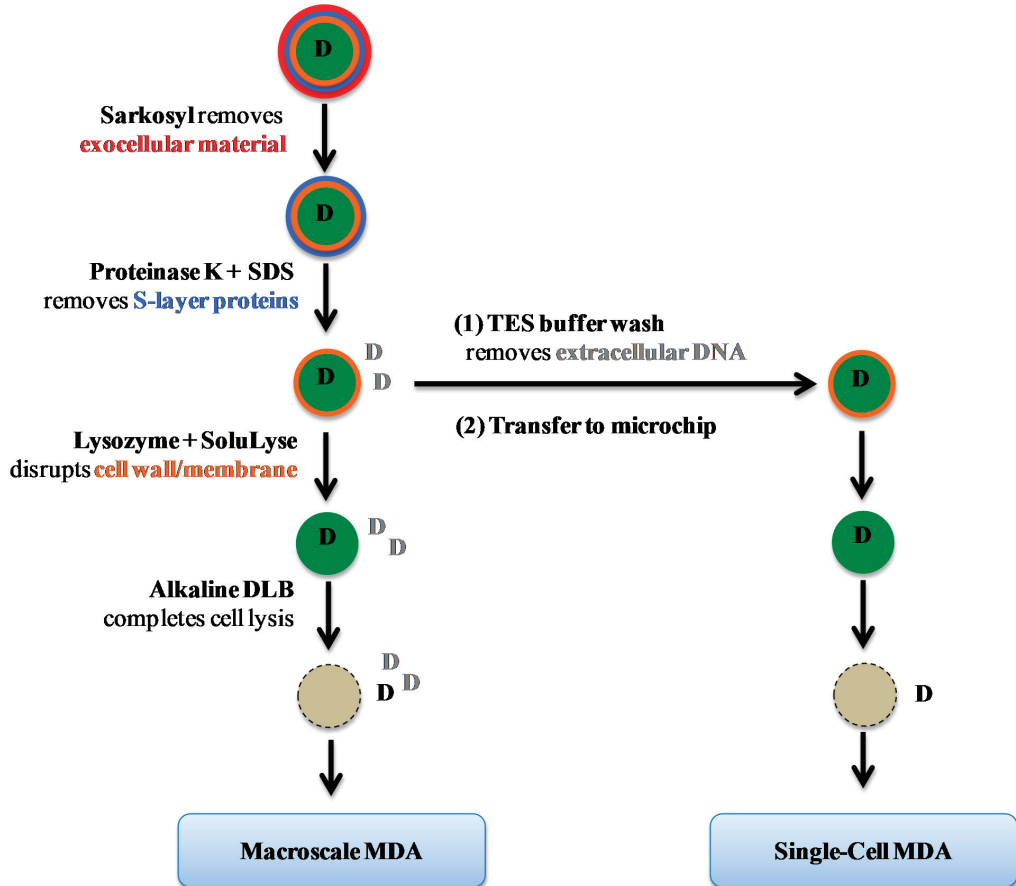 D
Sarkosyl removes
exocellular material
D
Proteinase K + SDS
removes S-layer proteins
(1) TES buffer wash
removes extracellular DNA
D
D
D
D
(2) Transfer to microchip
Lysozyme + SoluLyse
disrupts cell wall/membrane
D
D
D
D
Alkaline DLB
completes cell lysis
D
D
D
D
Macroscale MDA
Single-Cell MDA